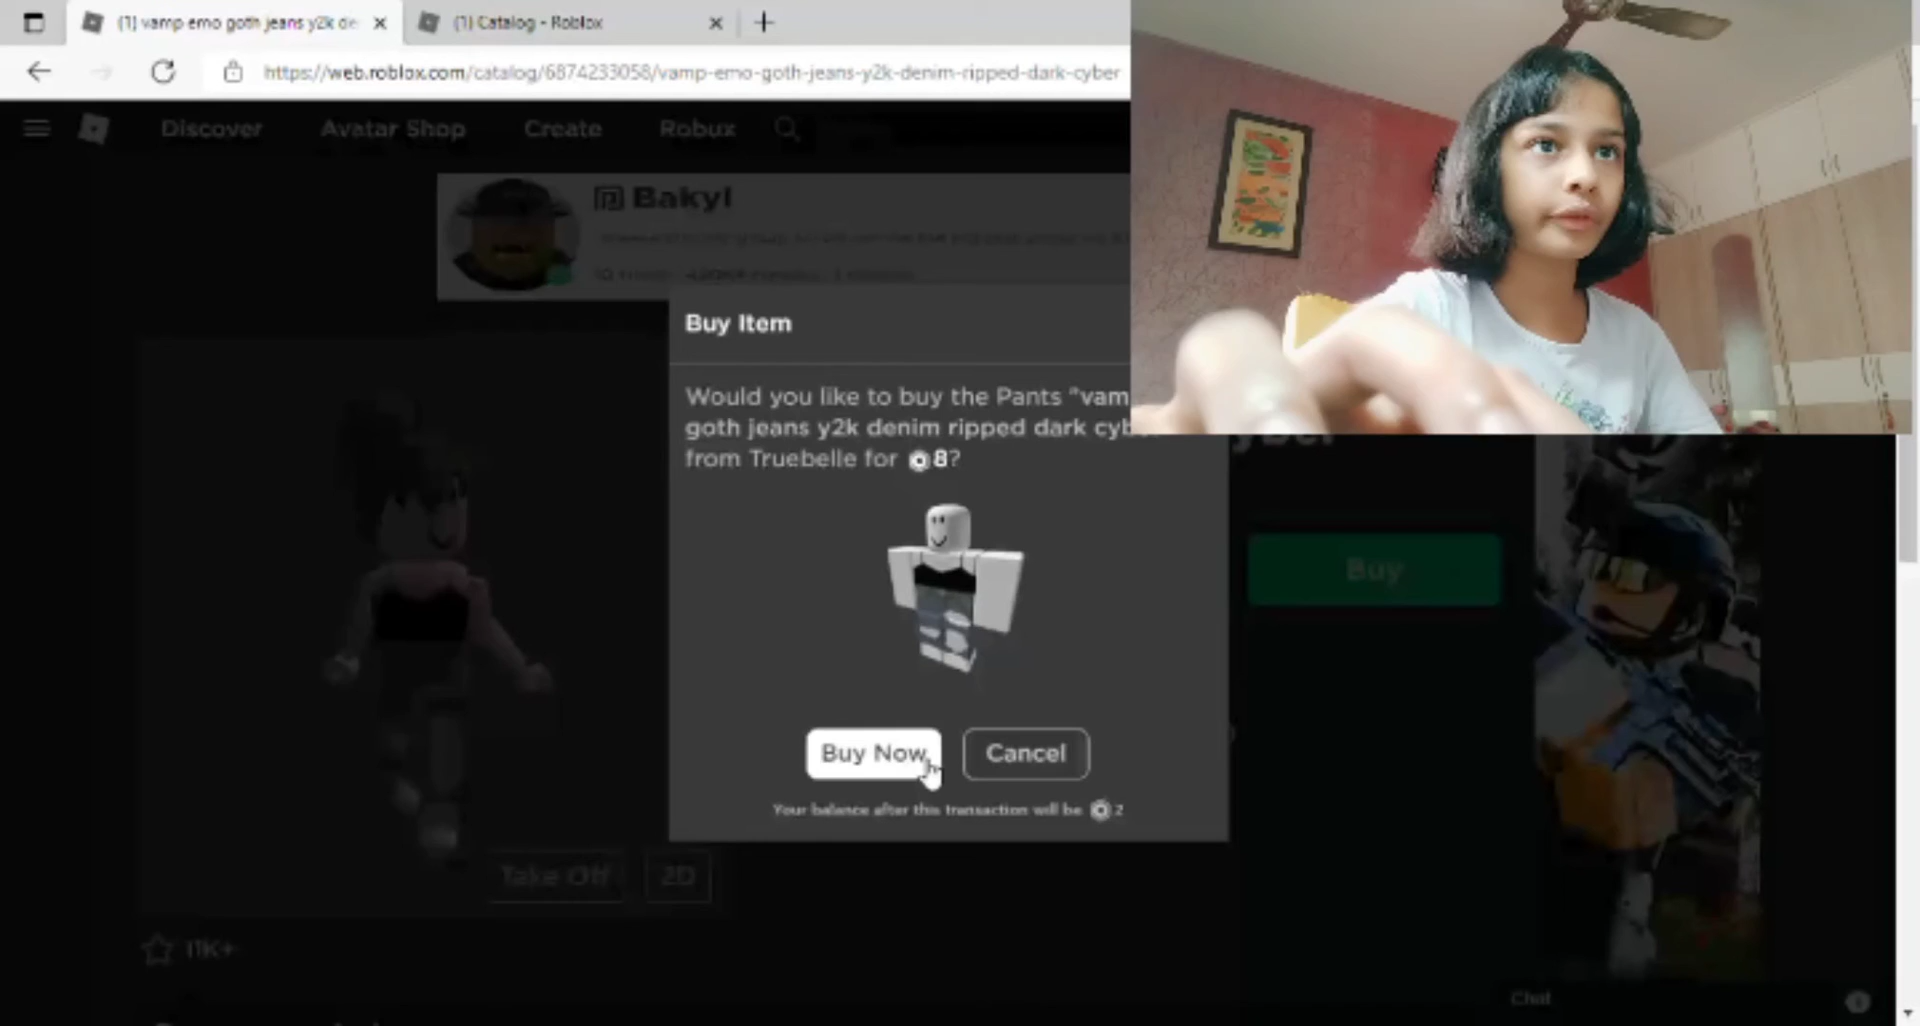 (1) vamp emo goth jeans y2k de
(1) Catalog - Roblox
https://web.roblox.com/catalog/6874233058/vamp-emo-goth-jeans-y2k-denim-ripped-dark-cyber
Discover
Avatar Shop
Create
Robux
Bakyl
Buy Item
Would you like to buy the Pants "vam
goth jeans y2k denim ripped dark cyb
from Truebelle for 8?
Buy
Buy Now
Cancel
Your balance after this transaction will be 2
Take Off
2D
11K+
Chat